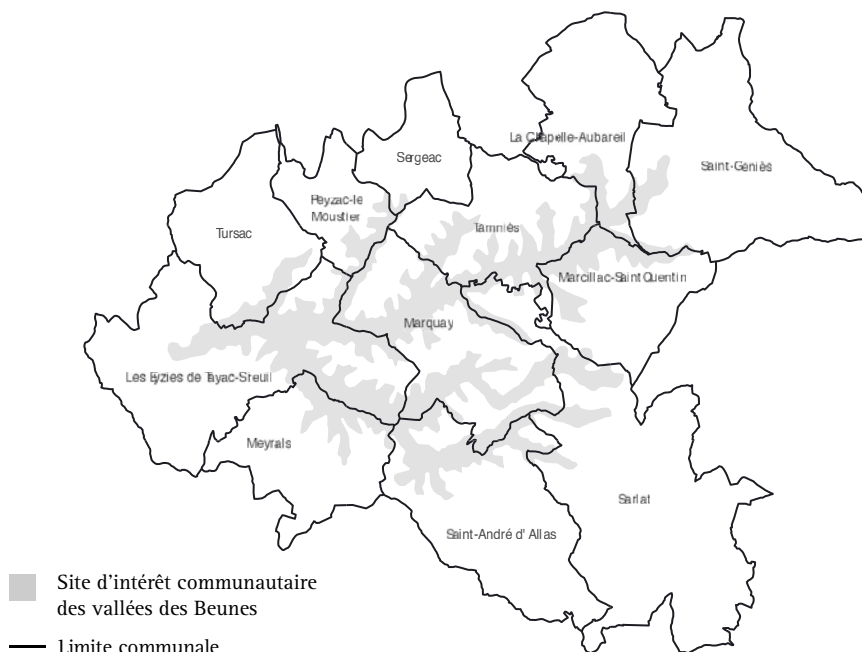 La Chapelle-Aubareil
Sergeac
Saint-Géniès
Peyzac-le
Moustier
Tursac
Tamniès
Marcillac-Saint Quentin
Marquay
Les Eyzies de Tayac-Sireuil
Meyrals
Sarlat
Saint-André d' Allas
Site d'intérêt communautaire
des vallées des Beunes
Limite communale